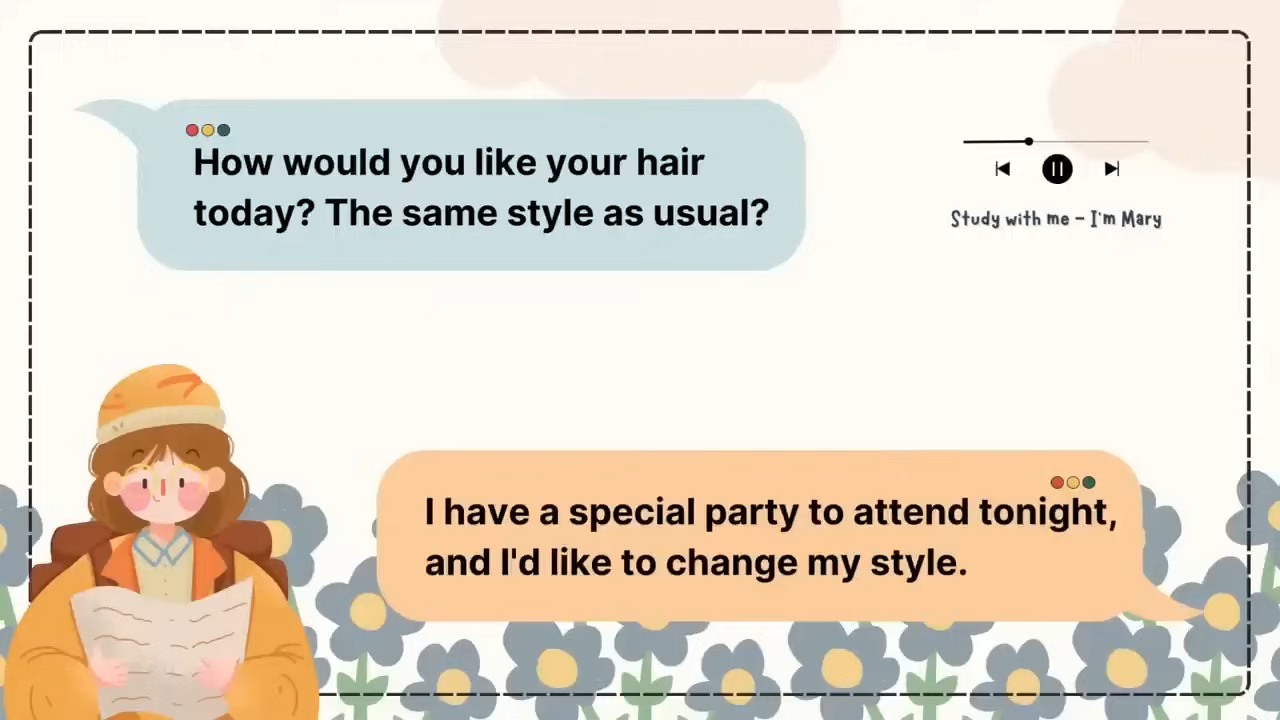 How would you like your hair
today? The same style as usual?
Study with me - I'm Mary
I have a special party to attend tonight,
and I'd like to change my style.